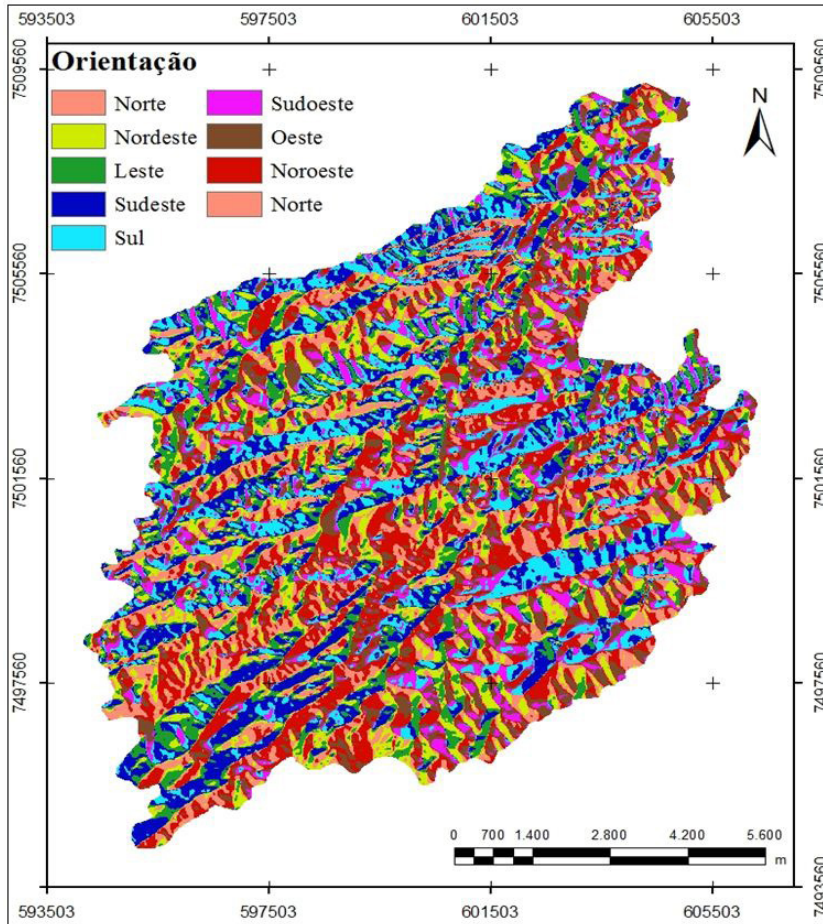 593503 597503 601503 605503
7509560 7509560
Orientação
Norte Sudoeste
Nordeste Oeste
Leste Noroeste
Sudeste Norte
Sul
N
7505560 7505560
7501560 7501560
7497560 7497560
0 700 1.400 2.800 4.200 5.600
m
7493560
593503 597503 601503 605503